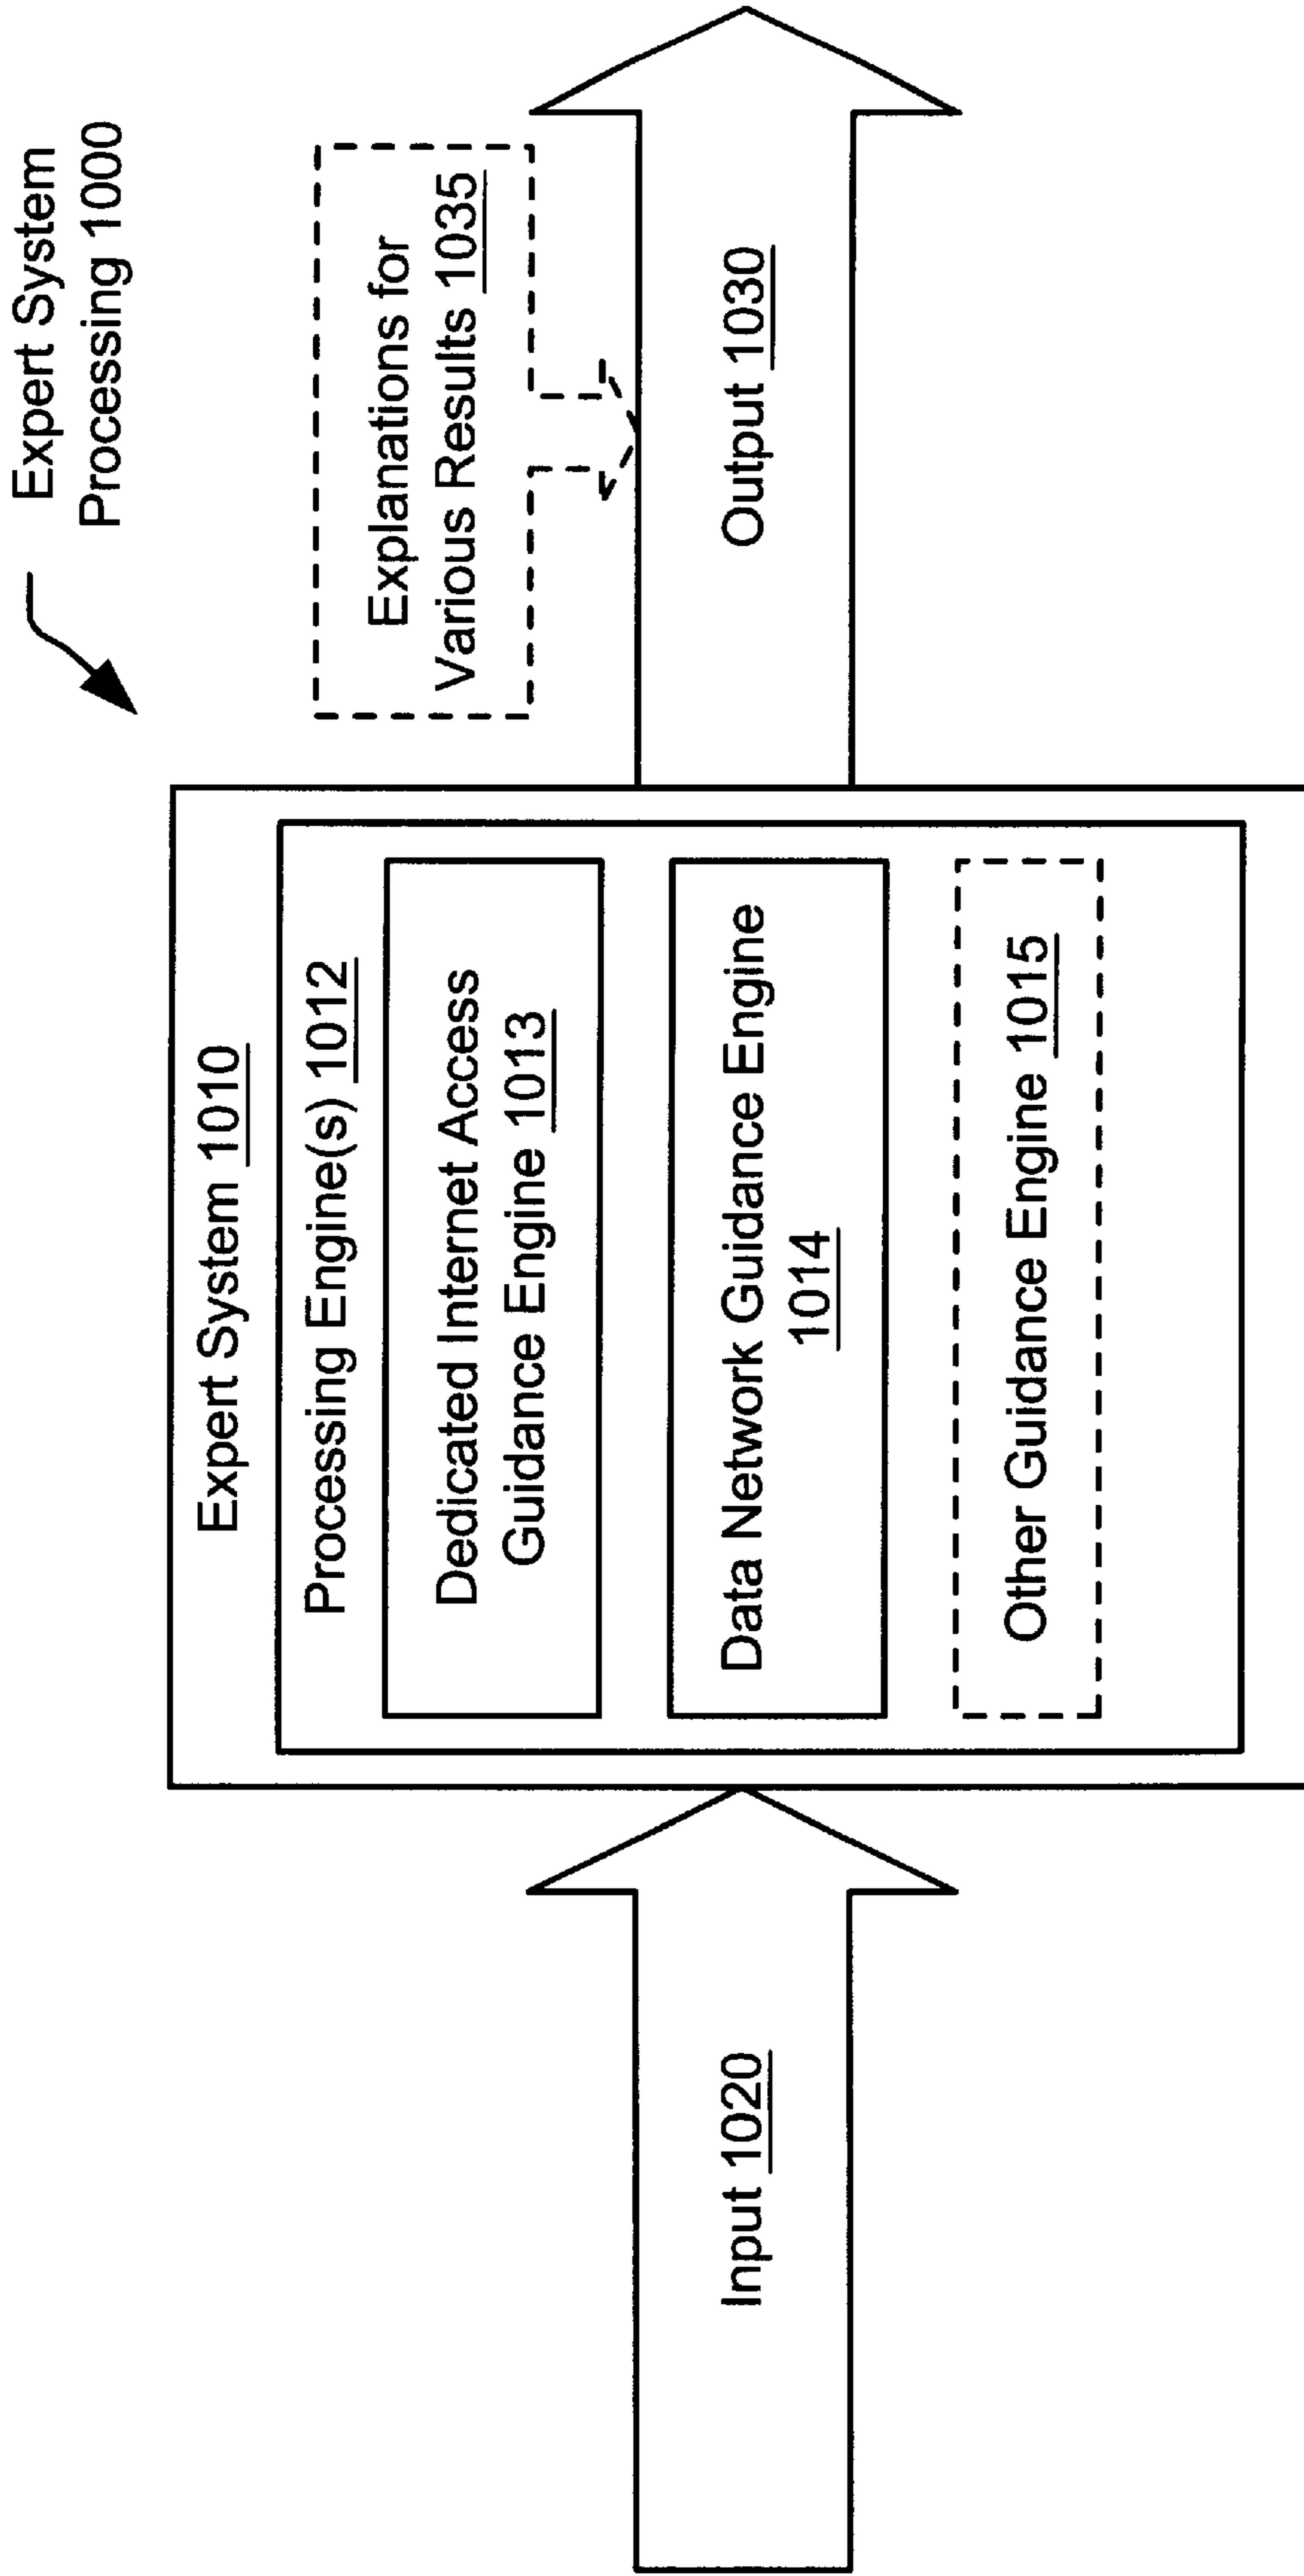 Expert System
Processing 1000
Expert System 1010
Processing Engine(s) 1012
Dedicated Internet Access
Guidance Engine 1013
Data Network Guidance Engine
1014
Other Guidance Engine 1015
Input 1020
Explanations for
Various Results 1035
Output 1030